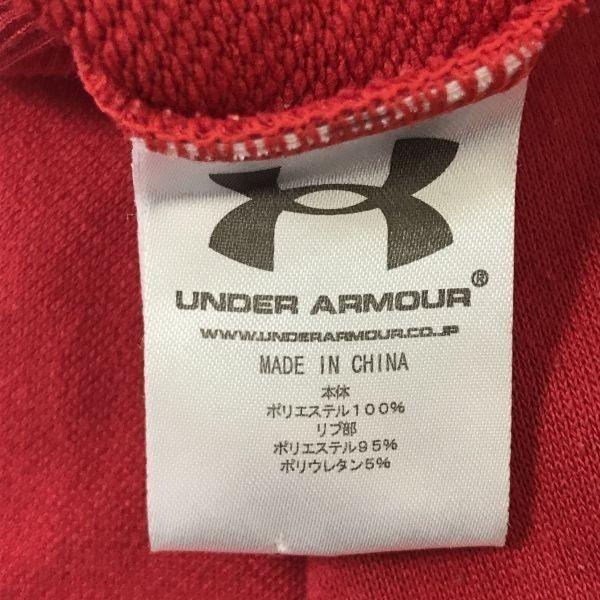 UNDER ARMOUR®
WWW.UNDERARMOUR.CO.JP
MADE IN CHINA
本体
ポリエステル100%
リブ部
ポリエステル95%
ポリウレタン5%